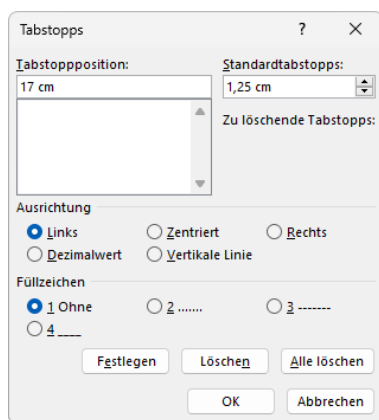 Tabstopps ? ×
Tabstoppposition: Standardtabstopps:
17 cm 1,25 cm
Zu löschende Tabstopps:
Ausrichtung
Links Zentriert Rechts
Dezimalwert Vertikale Linie
Füllzeichen
1 Ohne 2 ....... 3 -------
4 ____
Festlegen Löschen Alle löschen
OK Abbrechen